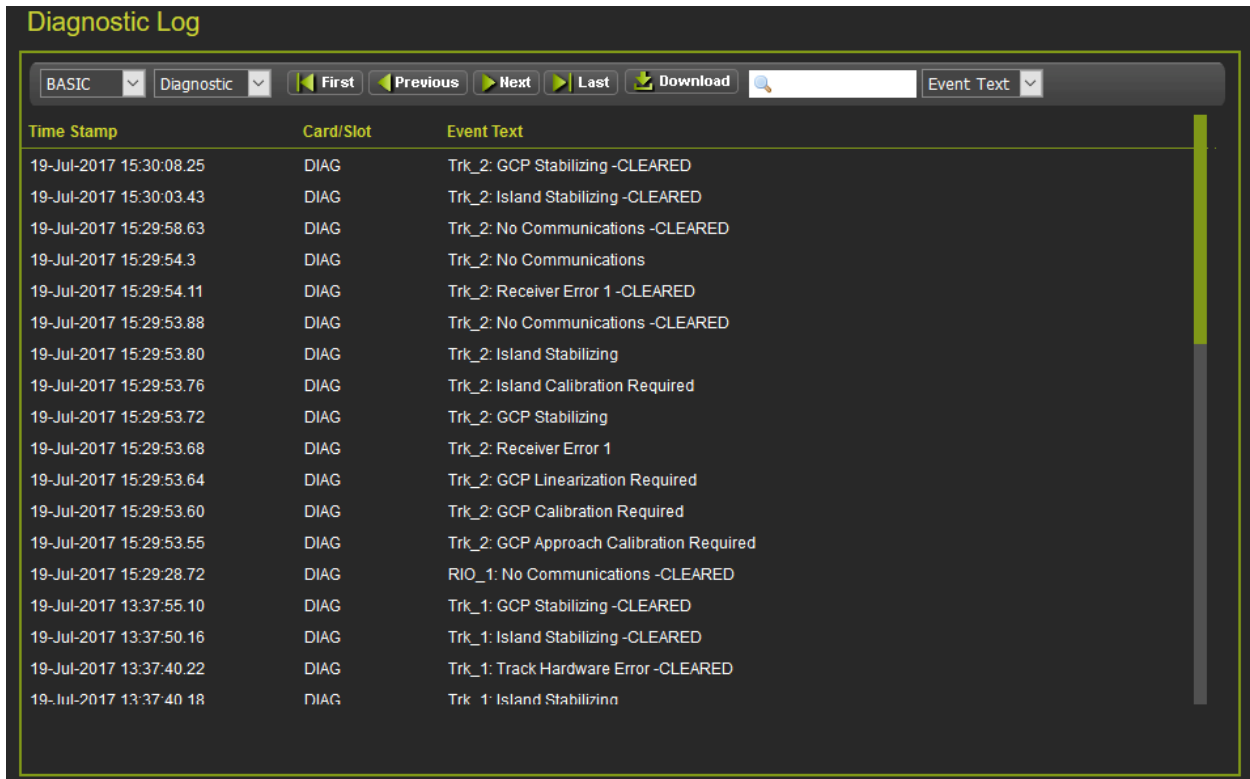 Diagnostic Log
BASIC Diagnostic First Previous Next Last Download Event Text
Time Stamp Card/Slot Event Text
19-Jul-2017 15:30:08.25 DIAG Trk_2: GCP Stabilizing -CLEARED
19-Jul-2017 15:30:03.43 DIAG Trk_2: Island Stabilizing -CLEARED
19-Jul-2017 15:29:58.63 DIAG Trk_2: No Communications -CLEARED
19-Jul-2017 15:29:54.3 DIAG Trk_2: No Communications
19-Jul-2017 15:29:54.11 DIAG Trk_2: Receiver Error 1 -CLEARED
19-Jul-2017 15:29:53.88 DIAG Trk_2: No Communications -CLEARED
19-Jul-2017 15:29:53.80 DIAG Trk_2: Island Stabilizing
19-Jul-2017 15:29:53.76 DIAG Trk_2: Island Calibration Required
19-Jul-2017 15:29:53.72 DIAG Trk_2: GCP Stabilizing
19-Jul-2017 15:29:53.68 DIAG Trk_2: Receiver Error 1
19-Jul-2017 15:29:53.64 DIAG Trk_2: GCP Linearization Required
19-Jul-2017 15:29:53.60 DIAG Trk_2: GCP Calibration Required
19-Jul-2017 15:29:53.55 DIAG Trk_2: GCP Approach Calibration Required
19-Jul-2017 15:29:28.72 DIAG RIO_1: No Communications -CLEARED
19-Jul-2017 13:37:55.10 DIAG Trk_1: GCP Stabilizing -CLEARED
19-Jul-2017 13:37:50.16 DIAG Trk_1: Island Stabilizing -CLEARED
19-Jul-2017 13:37:40.22 DIAG Trk_1: Track Hardware Error -CLEARED
19-Jul-2017 13:37:40.18 DIAG Trk_1: Island Stabilizing